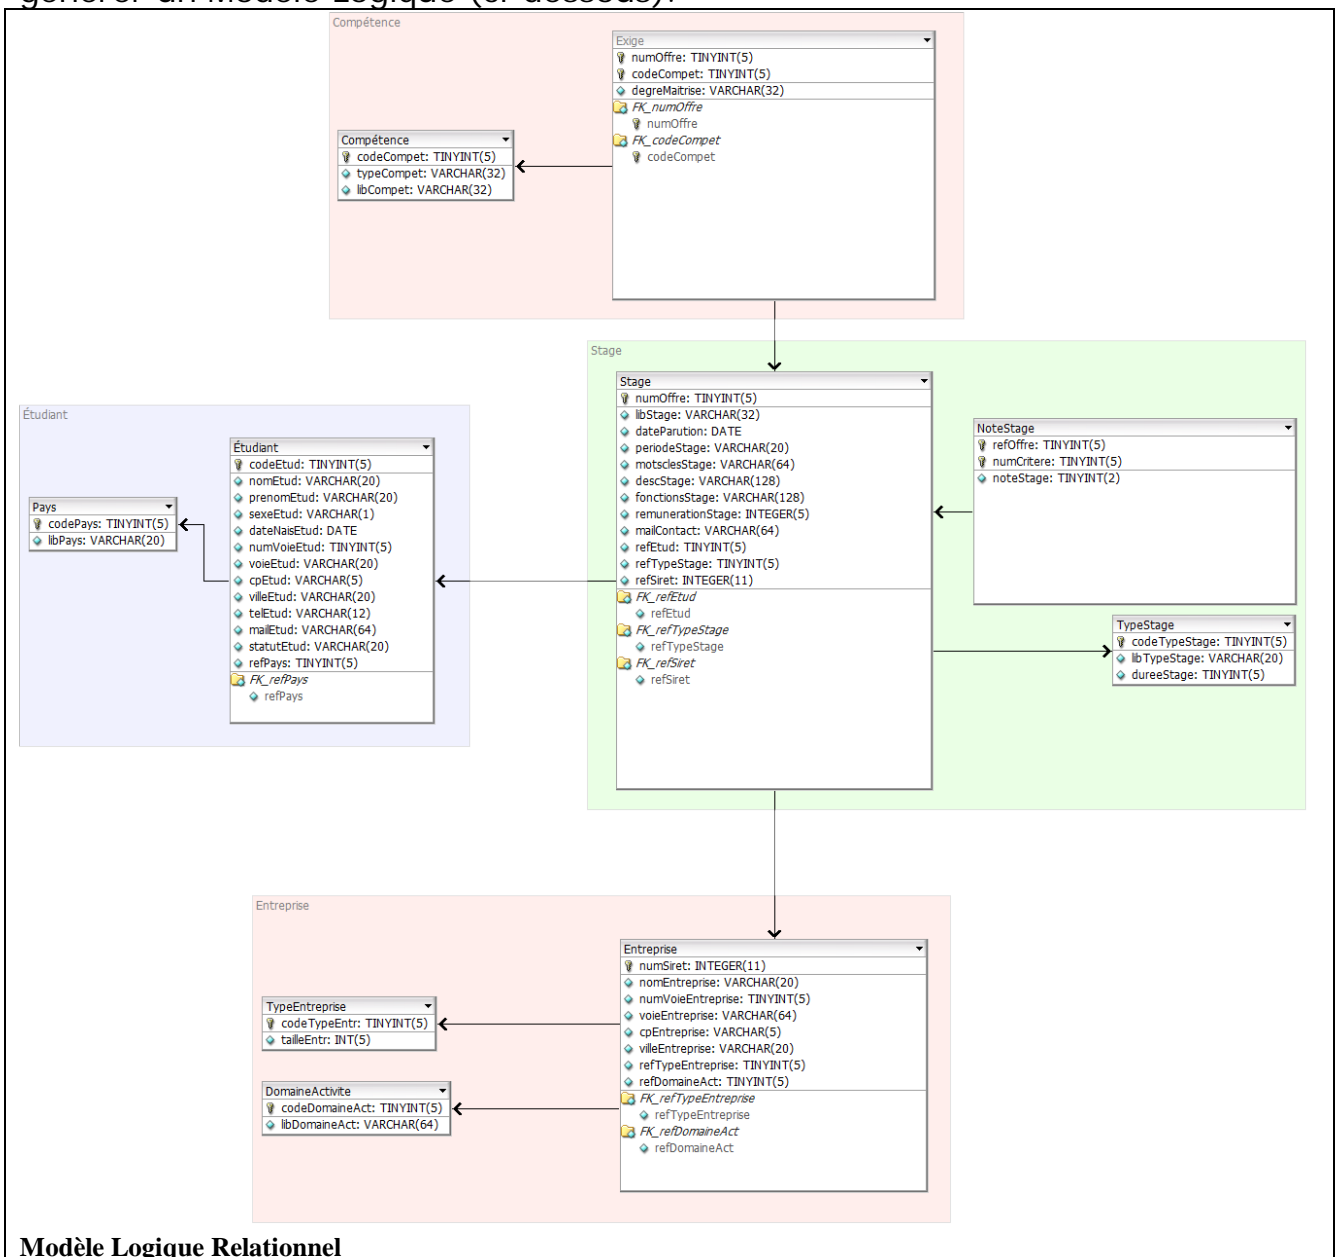 générer un Modèle Logique (ci-dessous).
Compétence
Exige
numOffre: TINYINT(5)
codeCompet: TINYINT(5)
degreMaitrise: VARCHAR(32)
FK_numOffre
numOffre
FK_codeCompet
codeCompet
Compétence
codeCompet: TINYINT(5)
typeCompet: VARCHAR(32)
libCompet: VARCHAR(32)
Stage
Stage
numOffre: TINYINT(5)
libStage: VARCHAR(32)
dateParution: DATE
periodeStage: VARCHAR(20)
motsclesStage: VARCHAR(64)
descStage: VARCHAR(128)
fonctionsStage: VARCHAR(128)
remunerationStage: INTEGER(5)
mailContact: VARCHAR(64)
refEtud: TINYINT(5)
refTypeStage: TINYINT(5)
refSiret: INTEGER(11)
FK_refEtud
refEtud
FK_refTypeStage
refTypeStage
FK_refSiret
refSiret
NoteStage
refOffre: TINYINT(5)
numCritere: TINYINT(5)
noteStage: TINYINT(2)
TypeStage
codeTypeStage: TINYINT(5)
libTypeStage: VARCHAR(20)
dureeStage: TINYINT(5)
Étudiant
Étudiant
codeEtud: TINYINT(5)
nomEtud: VARCHAR(20)
prenomEtud: VARCHAR(20)
sexeEtud: VARCHAR(1)
dateNaisEtud: DATE
numVoieEtud: TINYINT(5)
voieEtud: VARCHAR(20)
cpEtud: VARCHAR(5)
villeEtud: VARCHAR(20)
telEtud: VARCHAR(12)
mailEtud: VARCHAR(64)
statutEtud: VARCHAR(20)
refPays: TINYINT(5)
FK_refPays
refPays
Pays
codePays: TINYINT(5)
libPays: VARCHAR(20)
Entreprise
Entreprise
numSiret: INTEGER(11)
nomEntreprise: VARCHAR(20)
numVoieEntreprise: TINYINT(5)
voieEntreprise: VARCHAR(64)
cpEntreprise: VARCHAR(5)
villeEntreprise: VARCHAR(20)
refTypeEntreprise: TINYINT(5)
refDomaineAct: TINYINT(5)
FK_refTypeEntreprise
refTypeEntreprise
FK_refDomaineAct
refDomaineAct
TypeEntreprise
codeTypeEntr: TINYINT(5)
tailleEntr: INT(5)
DomaineActivite
codeDomaineAct: TINYINT(5)
libDomaineAct: VARCHAR(64)
Modèle Logique Relationnel